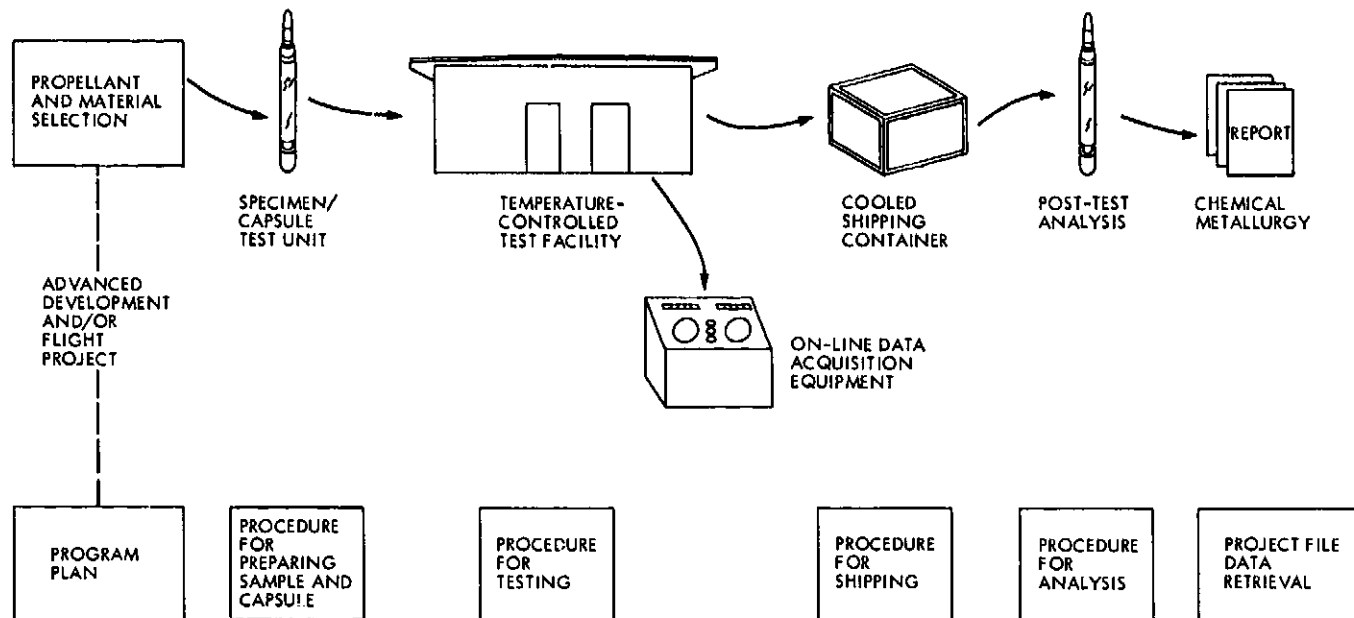 PROPELLANT
AND MATERIAL
SELECTION
REPORT
SPECIMEN/
CAPSULE
TEST UNIT
TEMPERATURE-
CONTROLLED
TEST FACILITY
COOLED
SHIPPING
CONTAINER
POST-TEST
ANALYSIS
CHEMICAL
METALLURGY
ADVANCED
DEVELOPMENT
AND/OR
FLIGHT
PROJECT
ON-LINE DATA
ACQUISITION
EQUIPMENT
PROGRAM
PLAN
PROCEDURE
FOR
PREPARING
SAMPLE AND
CAPSULE
PROCEDURE
FOR
TESTING
PROCEDURE
FOR
SHIPPING
PROCEDURE
FOR
ANALYSIS
PROJECT FILE
DATA
RETRIEVAL